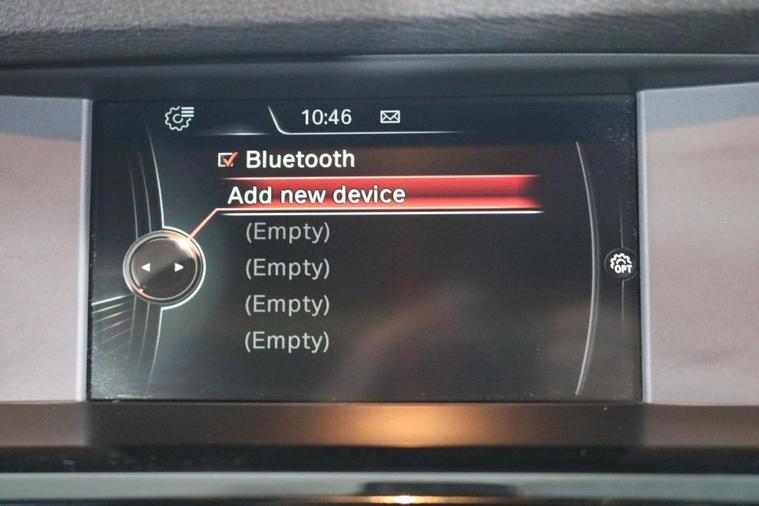 10:46
Bluetooth
Add new device
(Empty)
(Empty)
OPT
(Empty)
(Empty)